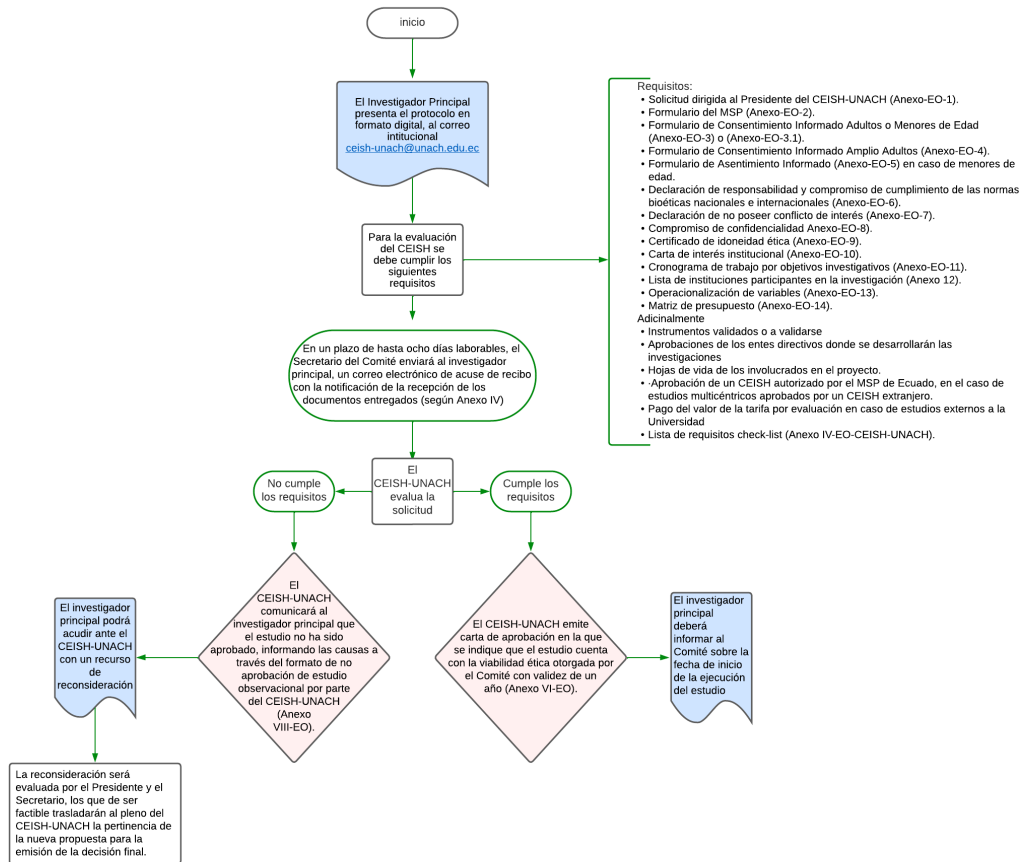 inicio
El Investigador Principal
presenta el protocolo en
formato digital, al correo
intitucional
ceish-unach@unach.edu.ec
Para la evaluación
del CEISH se
debe cumplir los
siguientes
requisitos
Requisitos:
• Solicitud dirigida al Presidente del CEISH-UNACH (Anexo-EO-1).
• Formulario del MSP (Anexo-EO-2).
• Formulario de Consentimiento Informado Adultos o Menores de Edad
(Anexo-EO-3) o (Anexo-EO-3.1).
• Formulario de Consentimiento Informado Amplio Adultos (Anexo-EO-4).
• Formulario de Asentimiento Informado (Anexo-EO-5) en caso de menores de
edad.
• Declaración de responsabilidad y compromiso de cumplimiento de las normas
bioéticas nacionales e internacionales (Anexo-EO-6).
• Declaración de no poseer conflicto de interés (Anexo-EO-7).
• Compromiso de confidencialidad Anexo-EO-8).
• Certificado de idoneidad ética (Anexo-EO-9).
• Carta de interés institucional (Anexo-EO-10).
• Cronograma de trabajo por objetivos investigativos (Anexo-EO-11).
• Lista de instituciones participantes en la investigación (Anexo 12).
• Operacionalización de variables (Anexo-EO-13).
• Matriz de presupuesto (Anexo-EO-14).
Adicinalmente
• Instrumentos validados o a validarse
• Aprobaciones de los entes directivos donde se desarrollarán las
investigaciones
• Hojas de vida de los involucrados en el proyecto.
• ·Aprobación de un CEISH autorizado por el MSP de Ecuado, en el caso de
estudios multicéntricos aprobados por un CEISH extranjero.
• Pago del valor de la tarifa por evaluación en caso de estudios externos a la
Universidad
• Lista de requisitos check-list (Anexo IV-EO-CEISH-UNACH).
En un plazo de hasta ocho días laborables, el
Secretario del Comité enviará al investigador
principal, un correo electrónico de acuse de recibo
con la notificación de la recepción de los
documentos entregados (según Anexo IV)
El
CEISH-UNACH
evalua la
solicitud
No cumple
los requisitos
Cumple los
requisitos
El
CEISH-UNACH
comunicará al
investigador principal que
el estudio no ha sido
aprobado, informando las causas a
través del formato de no
aprobación de estudio
observacional por parte
del CEISH-UNACH
(Anexo
VIII-EO).
El CEISH-UNACH emite
carta de aprobación en la que
se indique que el estudio cuenta
con la viabilidad ética otorgada por
el Comité con validez de un
año (Anexo VI-EO).
El investigador
principal
deberá
informar al
Comité sobre la
fecha de inicio
de la ejecución
del estudio
El investigador
principal podrá
acudir ante el
CEISH-UNACH
con un recurso
de
reconsideración
La reconsideración será
evaluada por el Presidente y el
Secretario, los que de ser
factible trasladarán al pleno del
CEISH-UNACH la pertinencia de
la nueva propuesta para la
emisión de la decisión final.